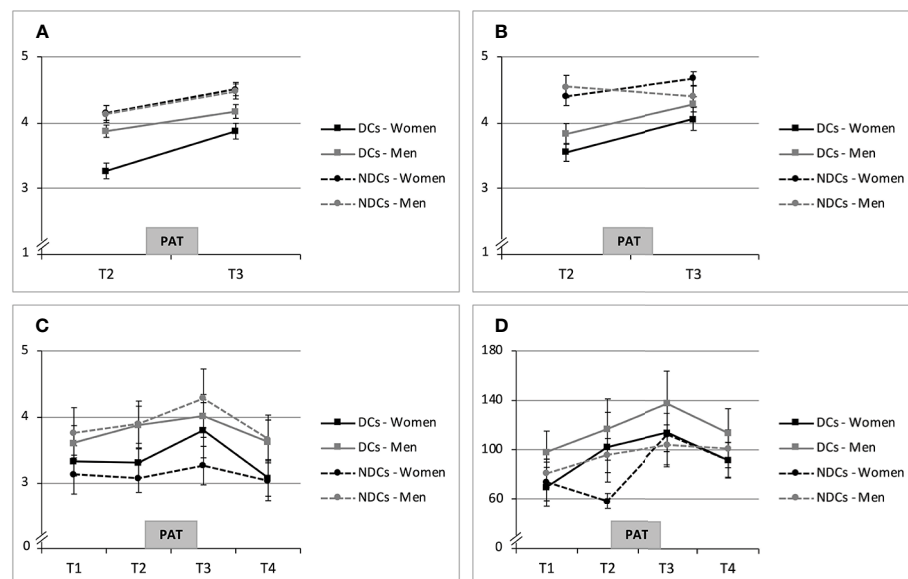 A
5
4
3
1
PAT
T2 T3
DCs - Women
DCs - Men
NDCs - Women
NDCs - Men
B
5
4
3
1
PAT
T2 T3
DCs - Women
DCs - Men
NDCs - Women
NDCs - Men
C
5
4
3
0
PAT
T1 T2 T3 T4
DCs - Women
DCs - Men
NDCs - Women
NDCs - Men
D
180
140
100
60
0
PAT
T1 T2 T3 T4
DCs - Women
DCs - Men
NDCs - Women
NDCs - Men